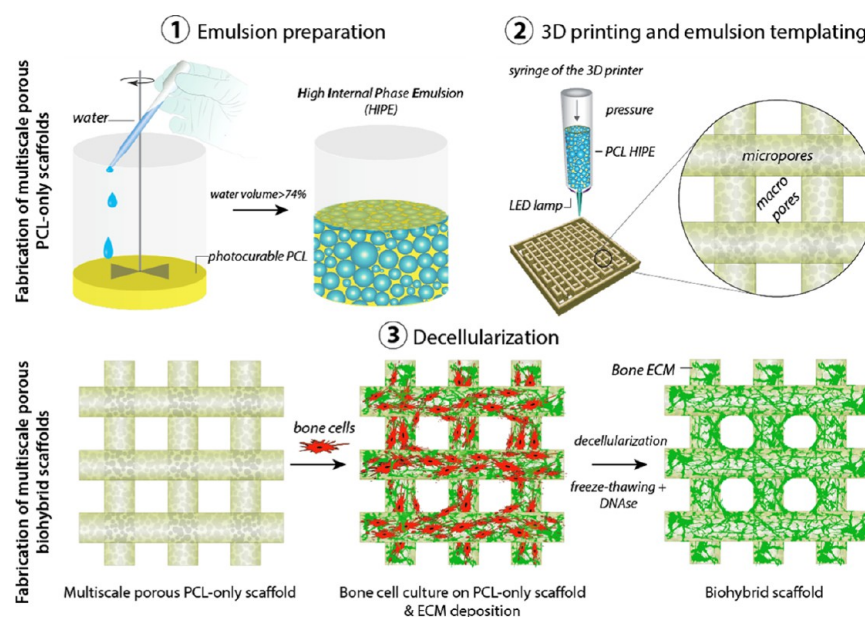 1 Emulsion preparation
2 3D printing and emulsion templating
Fabrication of multiscale porous
PCL-only scaffolds
water
water volume>74%
photocurable PCL
High Internal Phase Emulsion
(HIPE)
syringe of the 3D printer
pressure
PCL HIPE
LED lamp
micropores
macro
pores
3 Decellularization
Fabrication of multiscale porous
biohybrid scaffolds
bone cells
decellularization
freeze-thawing +
DNAse
Bone ECM
Multiscale porous PCL-only scaffold
Bone cell culture on PCL-only scaffold
& ECM deposition
Biohybrid scaffold